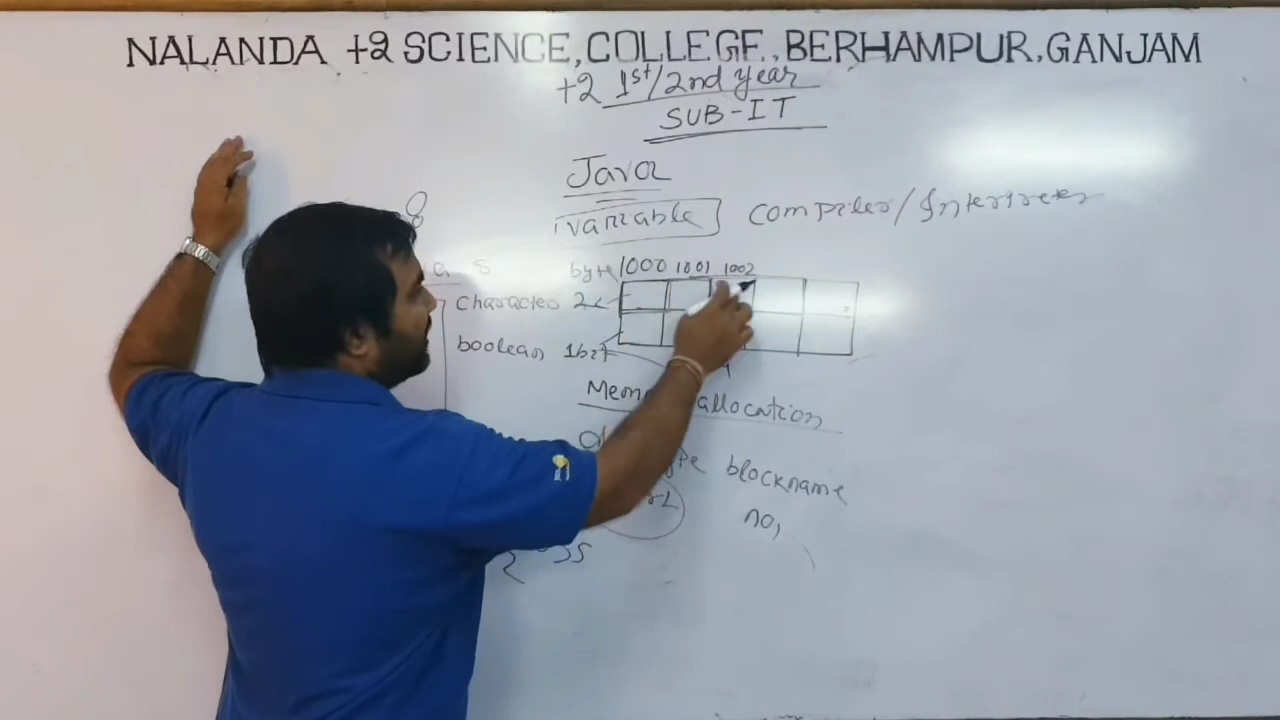 NALANDA +2 SCIENCE, COLLEGE, BERHAMPUR, GANJAM
+2 1st/2nd year
SUB-IT
Java
variable compiler/Interpreter
8
byte 1000 1001 1002
character 2
boolean 1bit
allocation
blockname
no,